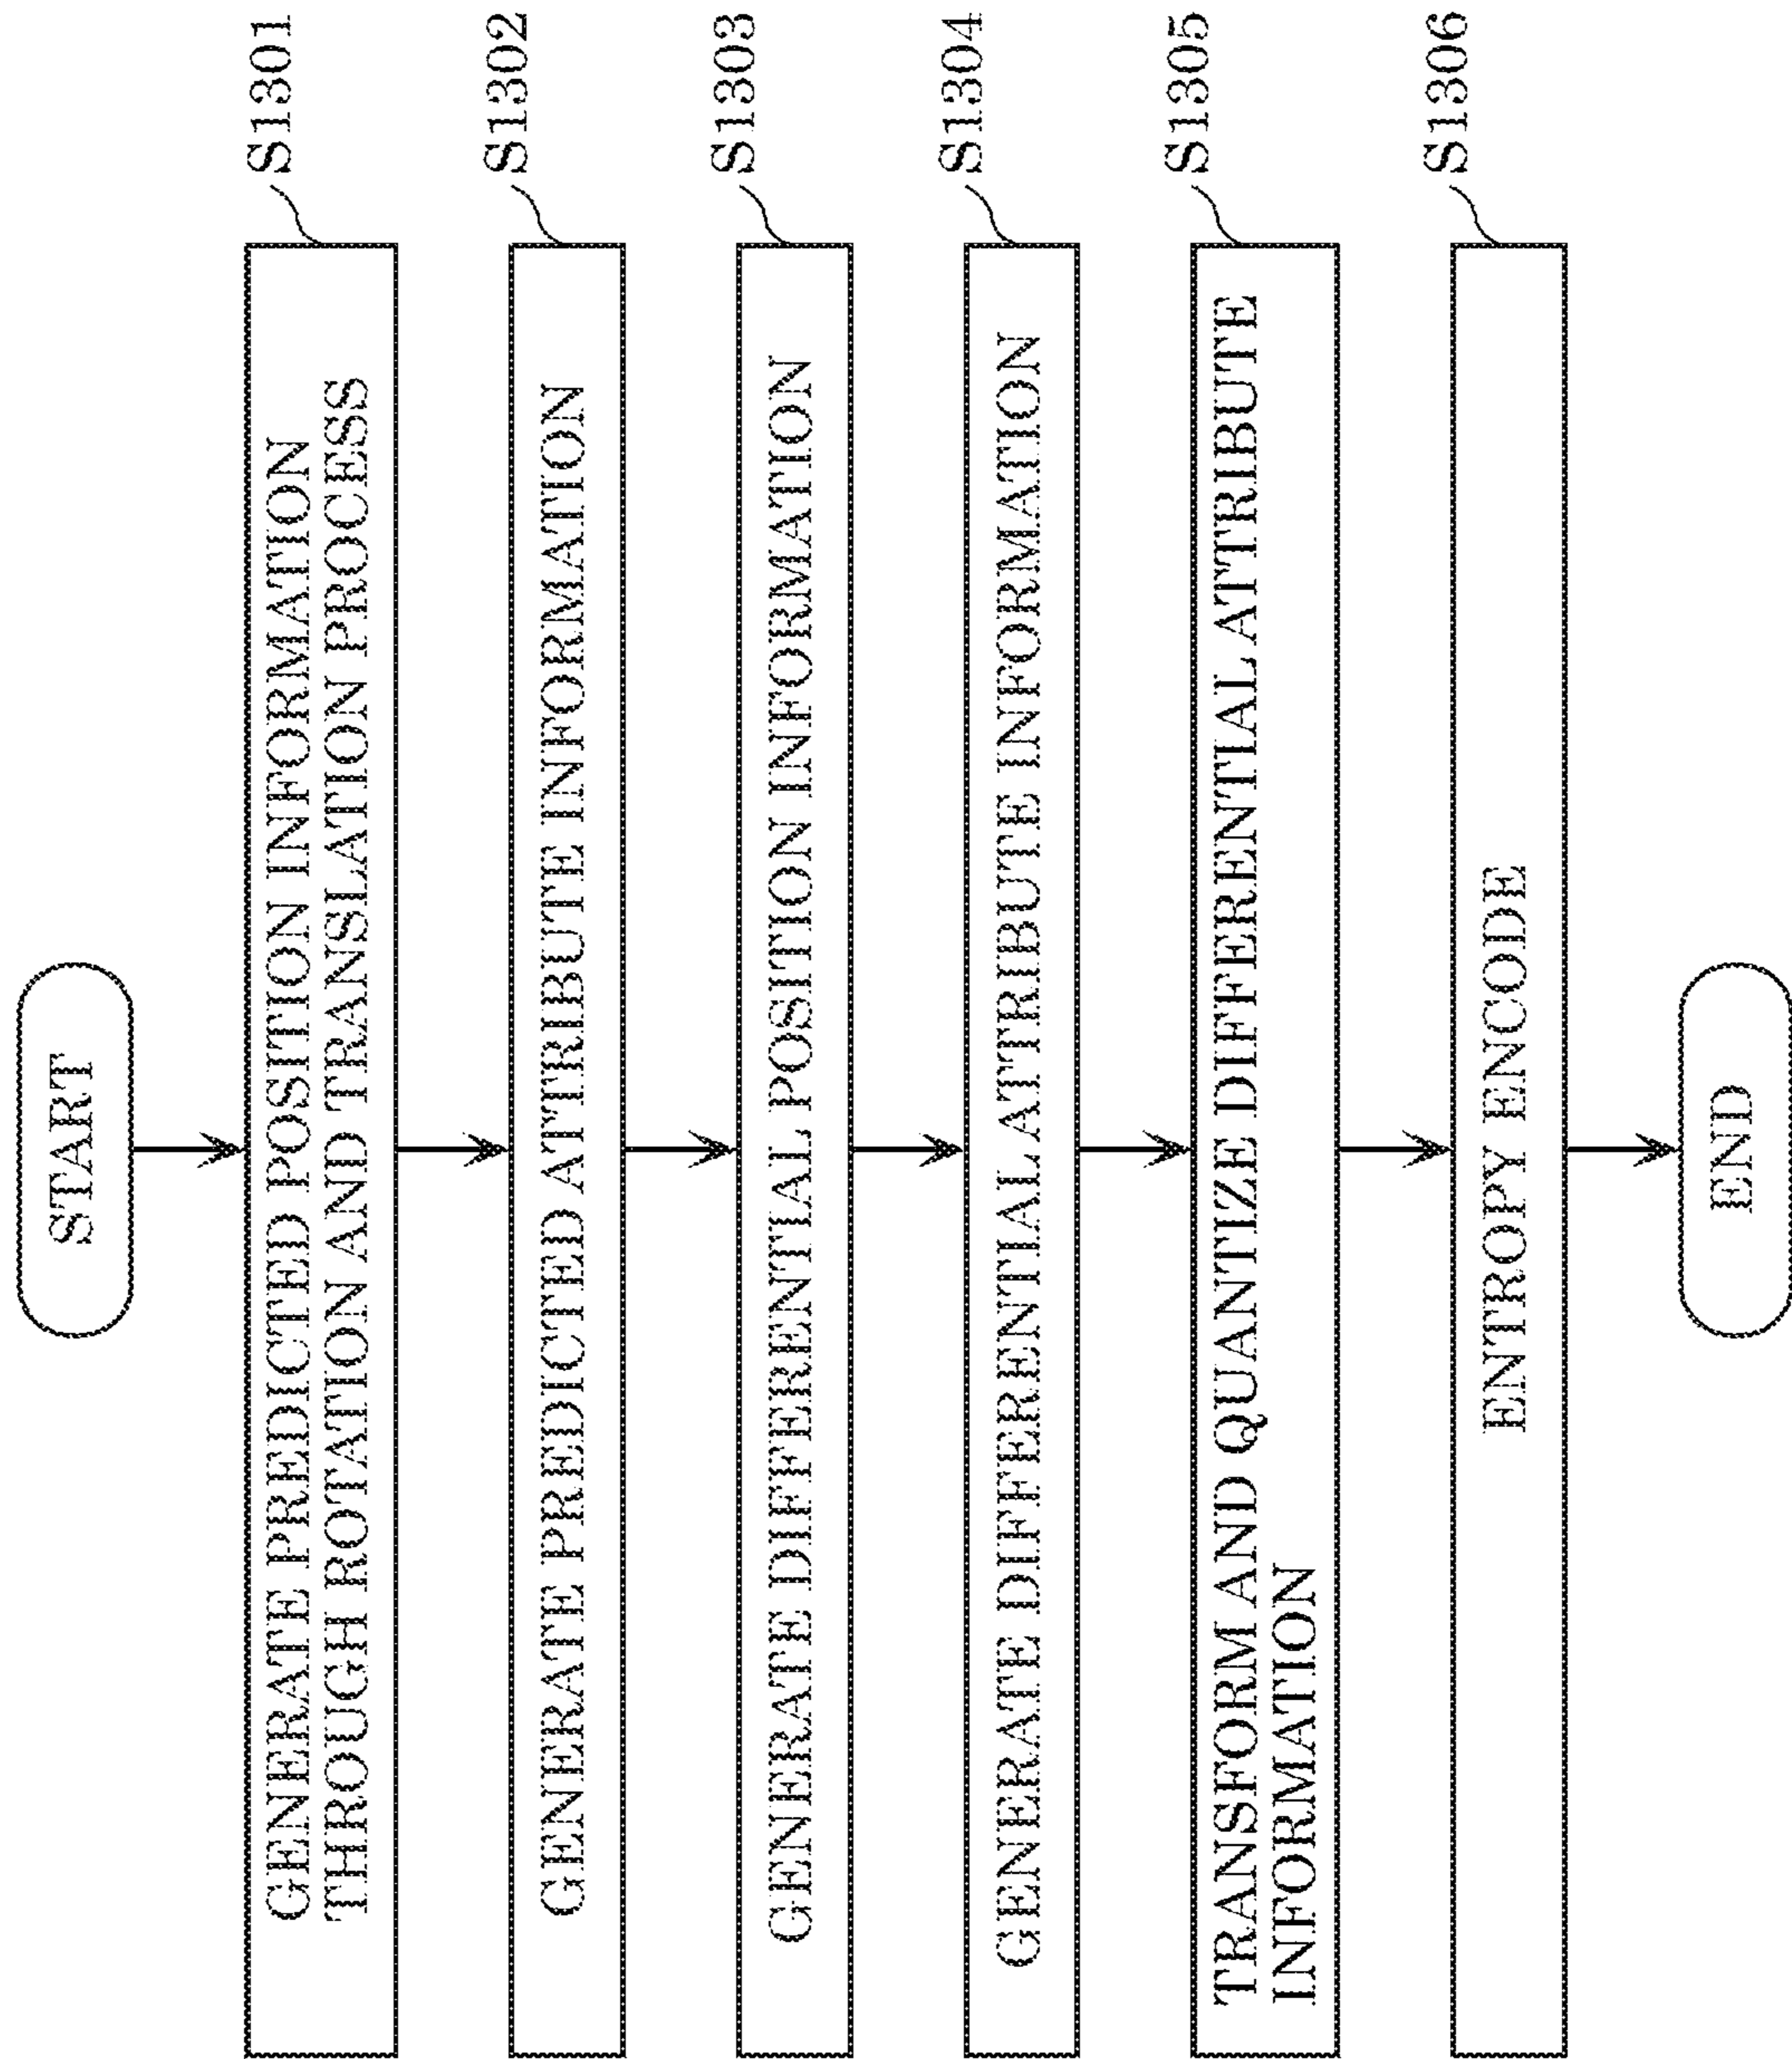 START
GENERATE PREDICTED POSITION INFORMATION
THROUGH ROTATION AND TRANSLATION PROCESS
S1301
GENERATE PREDICTED ATTRIBUTE INFORMATION
S1302
GENERATE DIFFERENTIAL POSITION INFORMATION
S1303
GENERATE DIFFERENTIAL ATTRIBUTE INFORMATION
S1304
TRANSFORM AND QUANTIZE DIFFERENTIAL ATTRIBUTE
INFORMATION
S1305
ENTROPY ENCODE
S1306
END